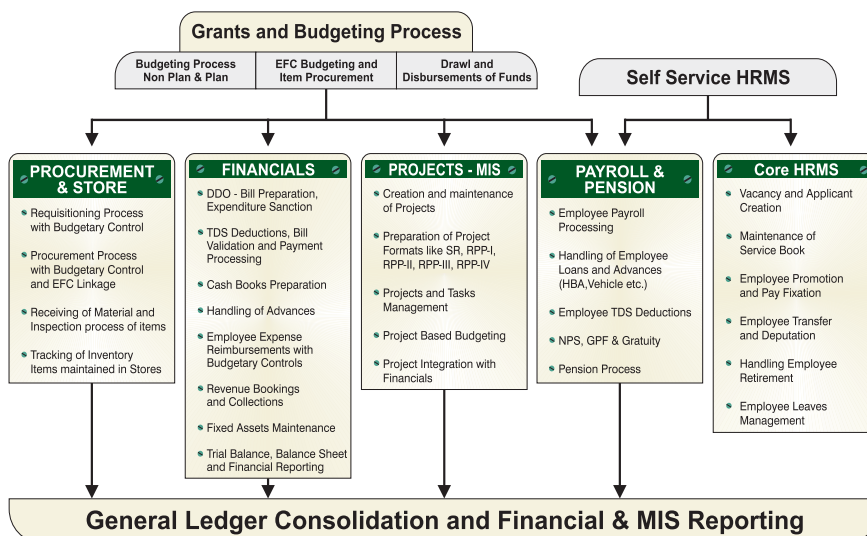 Grants and Budgeting Process
Budgeting Process
Non Plan & Plan
EFC Budgeting and
Item Procurement
Drawl and
Disbursements of Funds
Self Service HRMS
PROCUREMENT
& STORE
Requisitioning Process
with Budgetary Control
Procurement Process
with Budgetary Control
and EFC Linkage
Receiving of Material and
Inspection process of items
Tracking of Inventory
Items maintained in Stores
FINANCIALS
DDO - Bill Preparation,
Expenditure Sanction
TDS Deductions, Bill
Validation and Payment
Processing
Cash Books Preparation
Handling of Advances
Employee Expense
Reimbursements with
Budgetary Controls
Revenue Bookings
and Collections
Fixed Assets Maintenance
Trial Balance, Balance Sheet
and Financial Reporting
PROJECTS - MIS
Creation and maintenance
of Projects
Preparation of Project
Formats like SR, RPP-I,
RPP-II, RPP-III, RPP-IV
Projects and Tasks
Management
Project Based Budgeting
Project Integration with
Financials
PAYROLL &
PENSION
Employee Payroll
Processing
Handling of Employee
Loans and Advances
(HBA,Vehicle etc.)
Employee TDS Deductions
NPS, GPF & Gratuity
Pension Process
Core HRMS
Vacancy and Applicant
Creation
Maintenance of
Service Book
Employee Promotion
and Pay Fixation
Employee Transfer
and Deputation
Handling Employee
Retirement
Employee Leaves
Management
General Ledger Consolidation and Financial & MIS Reporting